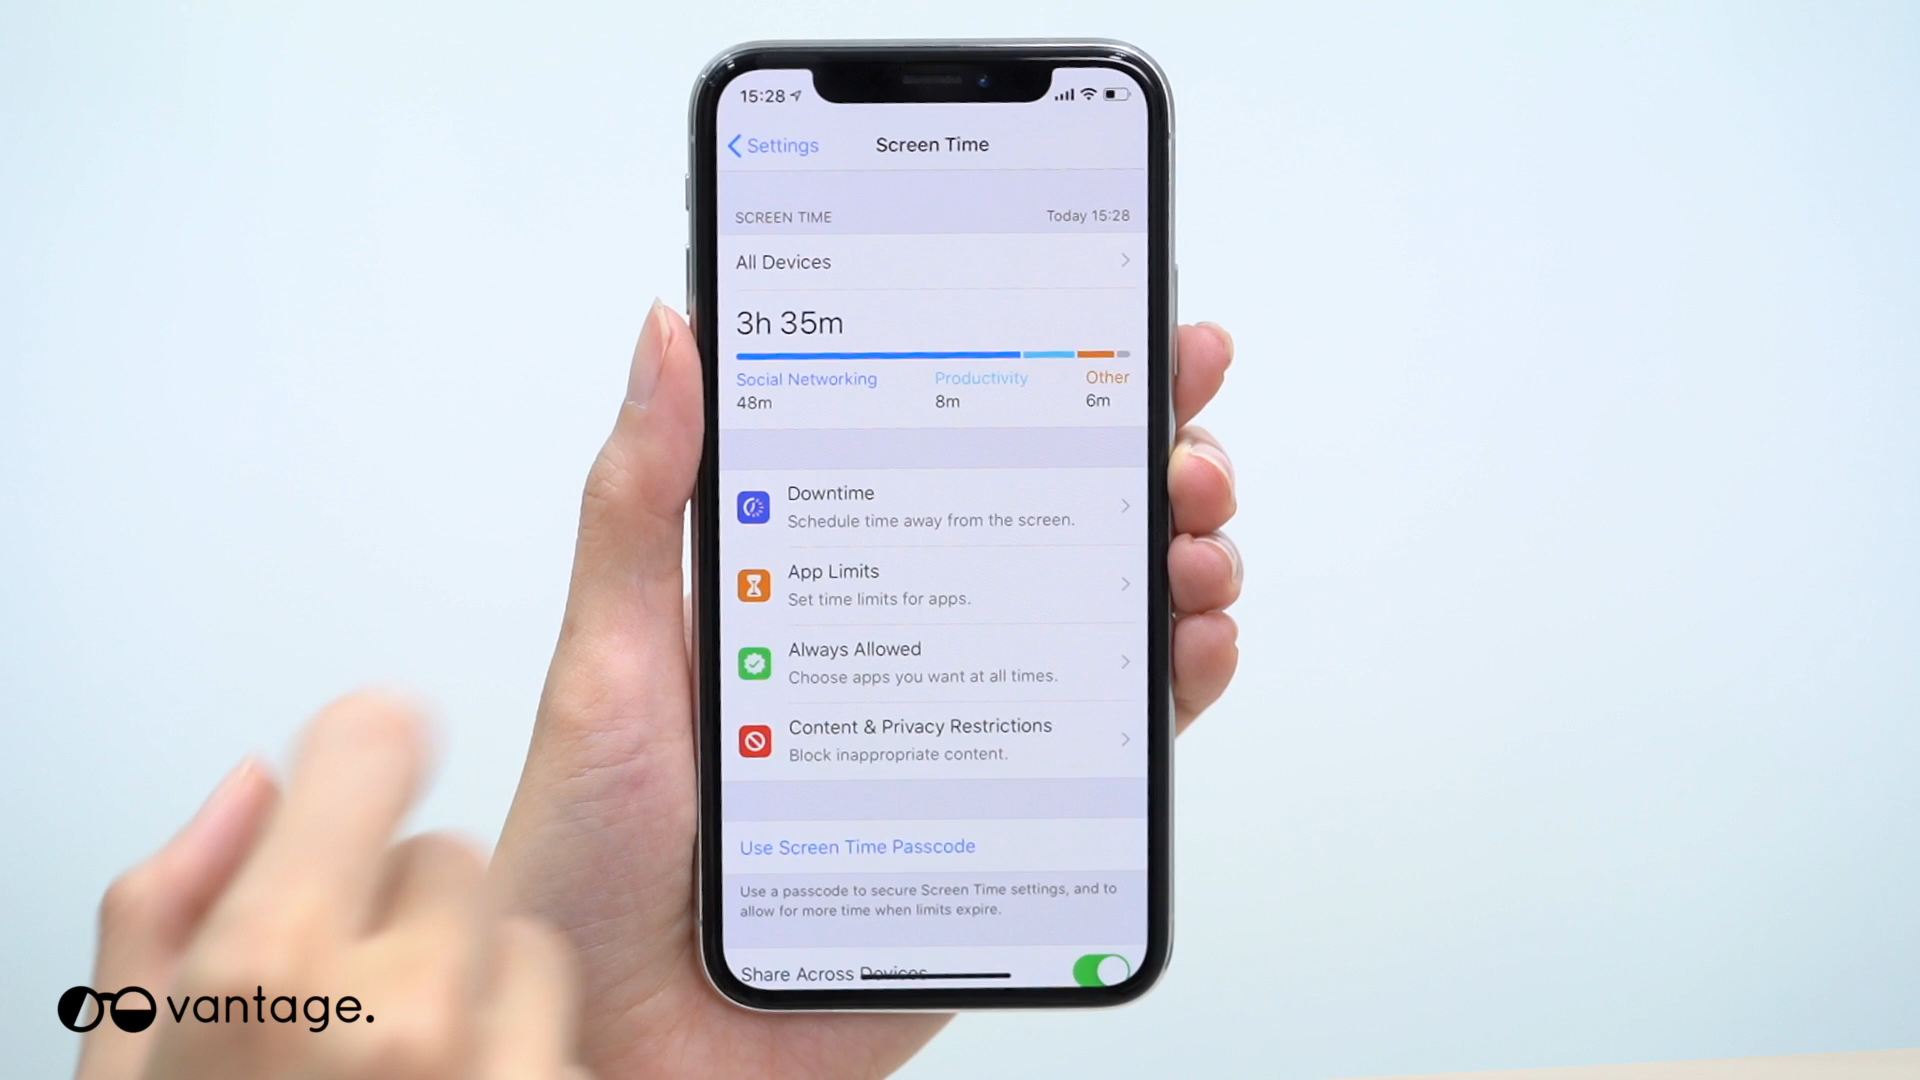 15:28
Settings
Screen Time
SCREEN TIME
Today 15:28
All Devices
3h 35m
Social Networking
Productivity
Other
48m
8m
6m
Downtime
Schedule time away from the screen.
App Limits
Set time limits for apps.
Always Allowed
Choose apps you want at all times.
Content & Privacy Restrictions
Block inappropriate content.
Use Screen Time Passcode
Use a passcode to secure Screen Time settings, and to
allow for more time when limits expire.
Share Across Devices
vantage.